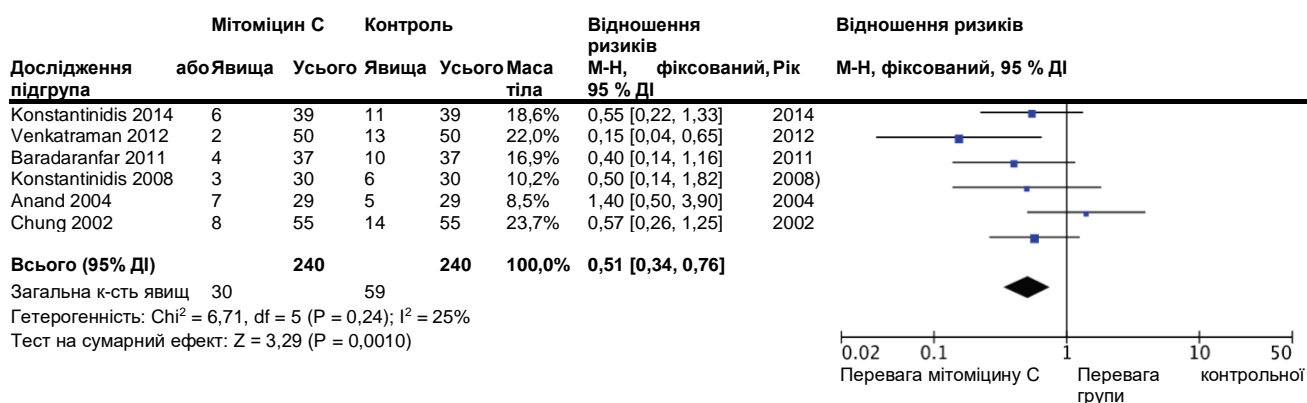 Мітоміцин С Контроль Відношення ризиків Відношення ризиків
Дослідження або підгрупа Явища Усього Явища Усього Маса тіла М-Н, фіксований, 95 % ДІ Рік М-Н, фіксований, 95 % ДІ
Konstantinidis 2014 6 39 11 39 18,6% 0,55 [0,22, 1,33] 2014
Venkatraman 2012 2 50 13 50 22,0% 0,15 [0,04, 0,65] 2012
Baradaranfar 2011 4 37 10 37 16,9% 0,40 [0,14, 1,16] 2011
Konstantinidis 2008 3 30 6 30 10,2% 0,50 [0,14, 1,82] 2008)
Anand 2004 7 29 5 29 8,5% 1,40 [0,50, 3,90] 2004
Chung 2002 8 55 14 55 23,7% 0,57 [0,26, 1,25] 2002
Всього (95% ДІ) 240 240 100,0% 0,51 [0,34, 0,76]
Загальна к-сть явищ 30 59
Гетерогенність: Chi² = 6,71, df = 5 (P = 0,24); I² = 25%
Тест на сумарний ефект: Z = 3,29 (P = 0,0010)
0.02 0.1 1 10 50
Перевага мітоміцину С Перевага контрольної групи